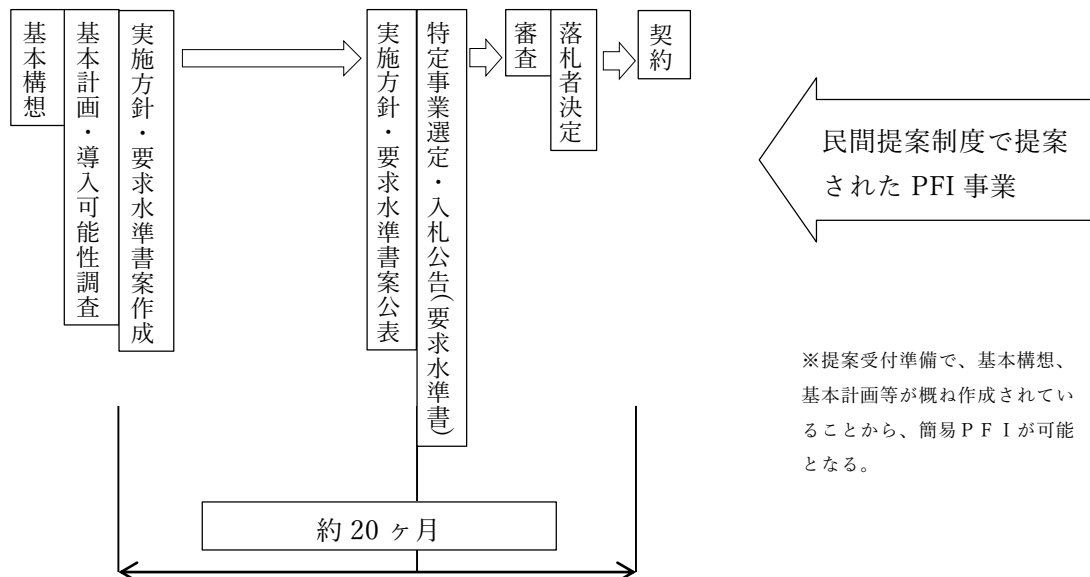 基本構想
基本計画・導入可能性調査
実施方針・要求水準書案作成
実施方針・要求水準書案公表
特定事業選定・入札公告(要求水準書)
審査
落札者決定
契約
民間提案制度で提案
された PFI 事業
※提案受付準備で、基本構想、
基本計画等が概ね作成されてい
ることから、簡易ＰＦＩが可能
となる。
約 20 ヶ月